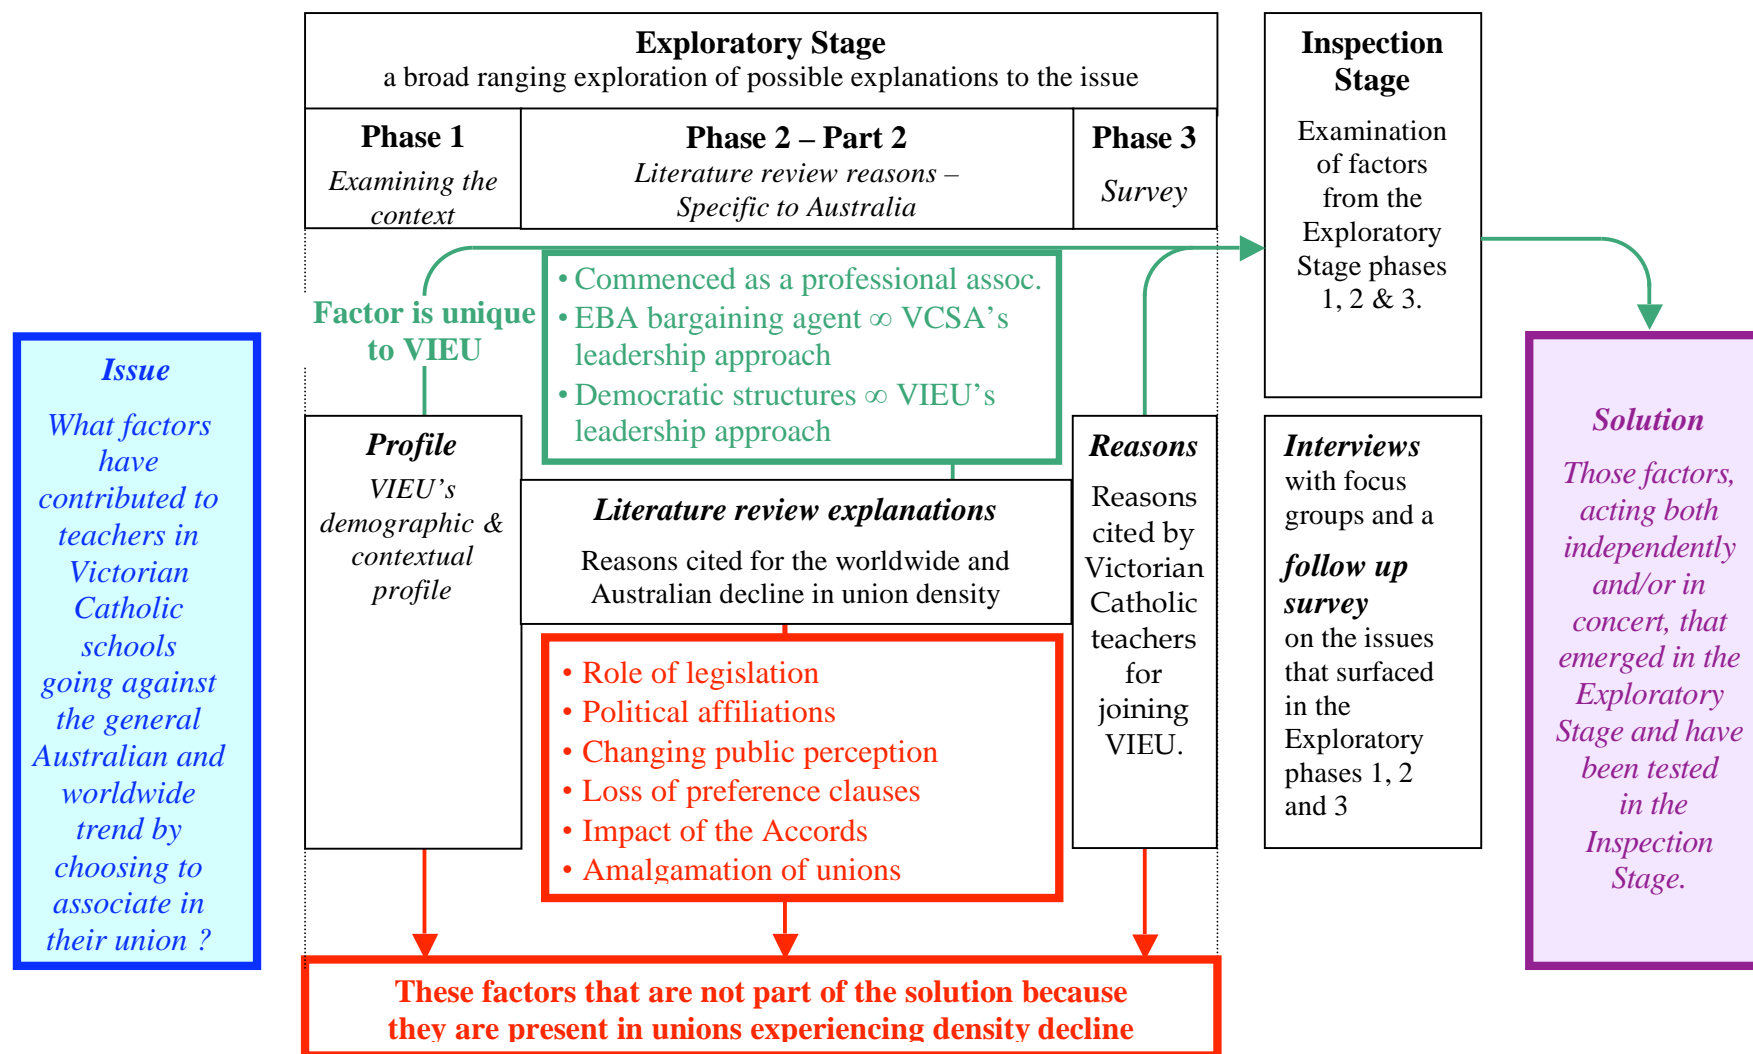 Exploratory Stage
a broad ranging exploration of possible explanations to the issue
Phase 1
Examining the
context
Phase 2 – Part 2
Literature review reasons –
Specific to Australia
Phase 3
Survey
Inspection
Stage
Examination
of factors
from the
Exploratory
Stage phases
1, 2 & 3.
Factor is unique
to VIEU
• Commenced as a professional assoc.
• EBA bargaining agent ∞ VCSA’s
leadership approach
• Democratic structures ∞ VIEU’s
leadership approach
Issue
What factors
have
contributed to
teachers in
Victorian
Catholic
schools
going against
the general
Australian and
worldwide
trend by
choosing to
associate in
their union ?
Profile
VIEU’s
demographic &
contextual
profile
Literature review explanations
Reasons cited for the worldwide and
Australian decline in union density
• Role of legislation
• Political affiliations
• Changing public perception
• Loss of preference clauses
• Impact of the Accords
• Amalgamation of unions
Reasons
Reasons
cited by
Victorian
Catholic
teachers
for
joining
VIEU.
Interviews
with focus
groups and a
follow up
survey
on the issues
that surfaced
in the
Exploratory
phases 1, 2
and 3
Solution
Those factors,
acting both
independently
and/or in
concert, that
emerged in the
Exploratory
Stage and have
been tested
in the
Inspection
Stage.
These factors that are not part of the solution because
they are present in unions experiencing density decline